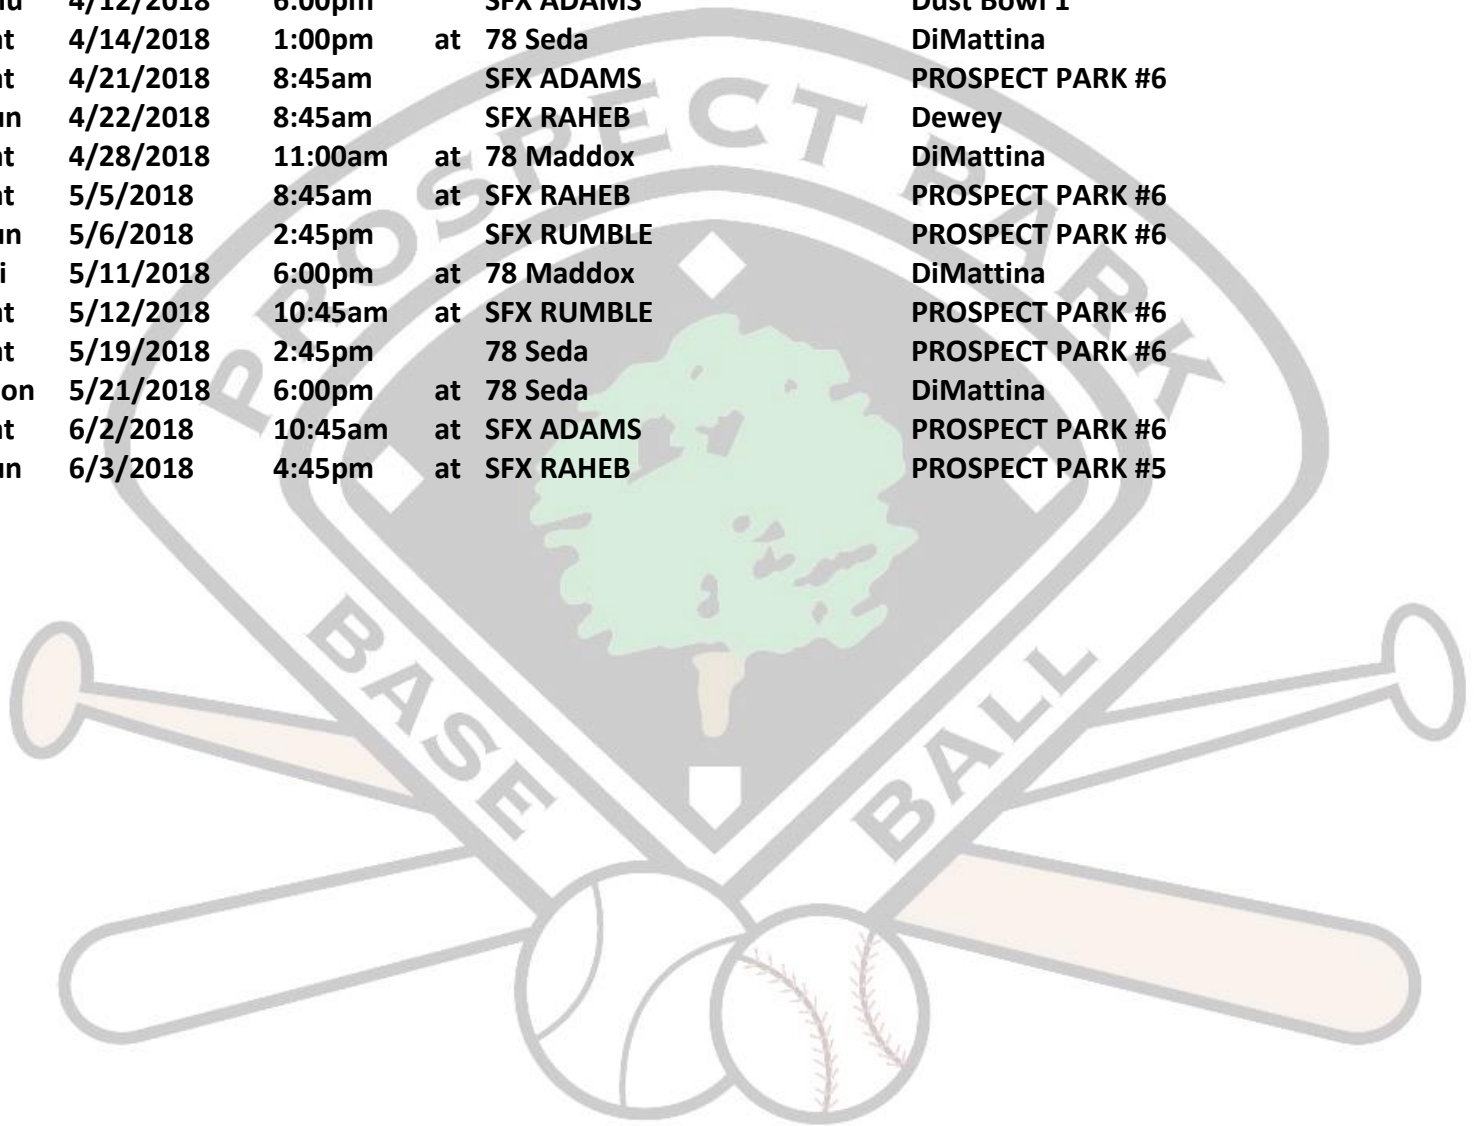 4/12/2018 6:00pm SFX ADAMS Dust Bowl 1
at 4/14/2018 1:00pm at 78 Seda DiMattina
at 4/21/2018 8:45am SFX ADAMS PROSPECT PARK #6
un 4/22/2018 8:45am SFX RAHEB Dewey
at 4/28/2018 11:00am at 78 Maddox DiMattina
at 5/5/2018 8:45am at SFX RAHEB PROSPECT PARK #6
un 5/6/2018 2:45pm SFX RUMBLE PROSPECT PARK #6
i 5/11/2018 6:00pm at 78 Maddox DiMattina
at 5/12/2018 10:45am at SFX RUMBLE PROSPECT PARK #6
at 5/19/2018 2:45pm 78 Seda PROSPECT PARK #6
on 5/21/2018 6:00pm at 78 Seda DiMattina
at 6/2/2018 10:45am at SFX ADAMS PROSPECT PARK #6
un 6/3/2018 4:45pm at SFX RAHEB PROSPECT PARK #5
PROSPECT PARK
BASE BALL